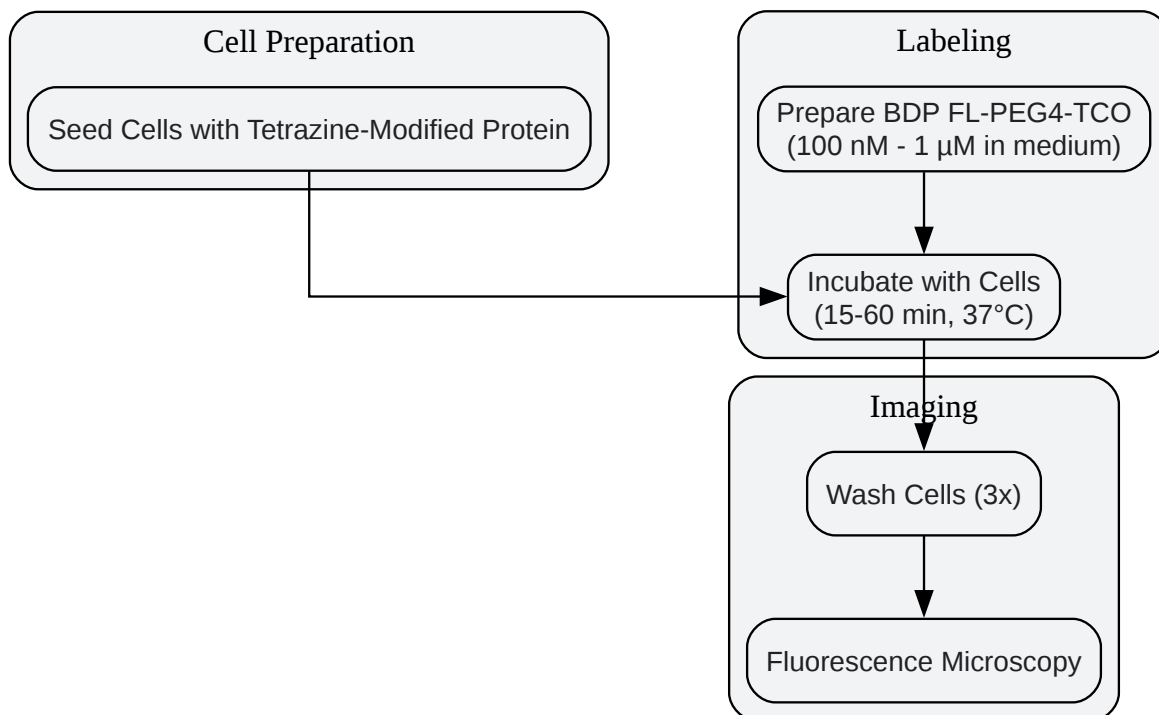 Cell Preparation
Seed Cells with Tetrazine-Modified Protein
Labeling
Prepare BDP FL-PEG4-TCO
(100 nM - 1 µM in medium)
Incubate with Cells
(15-60 min, 37°C)
Imaging
Wash Cells (3x)
Fluorescence Microscopy